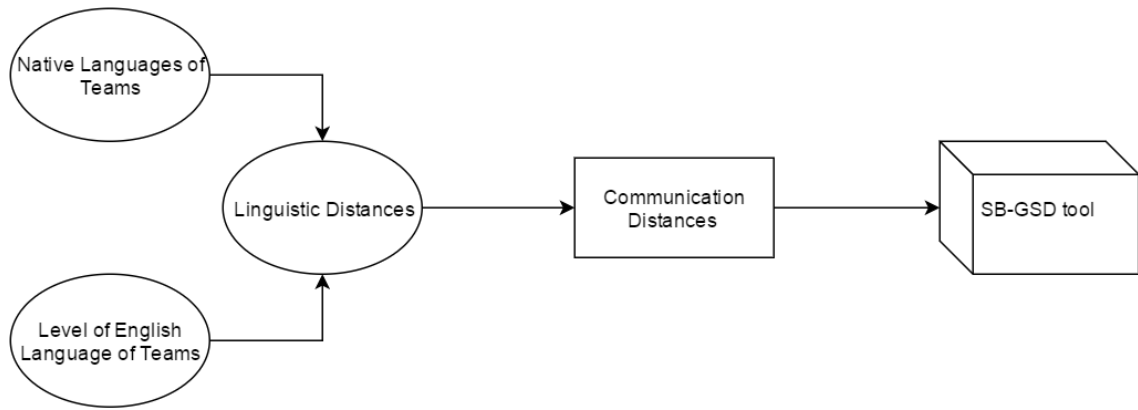 Native Languages of
Teams
Linguistic Distances
Communication
Distances
SB-GSD tool
Level of English
Language of Teams